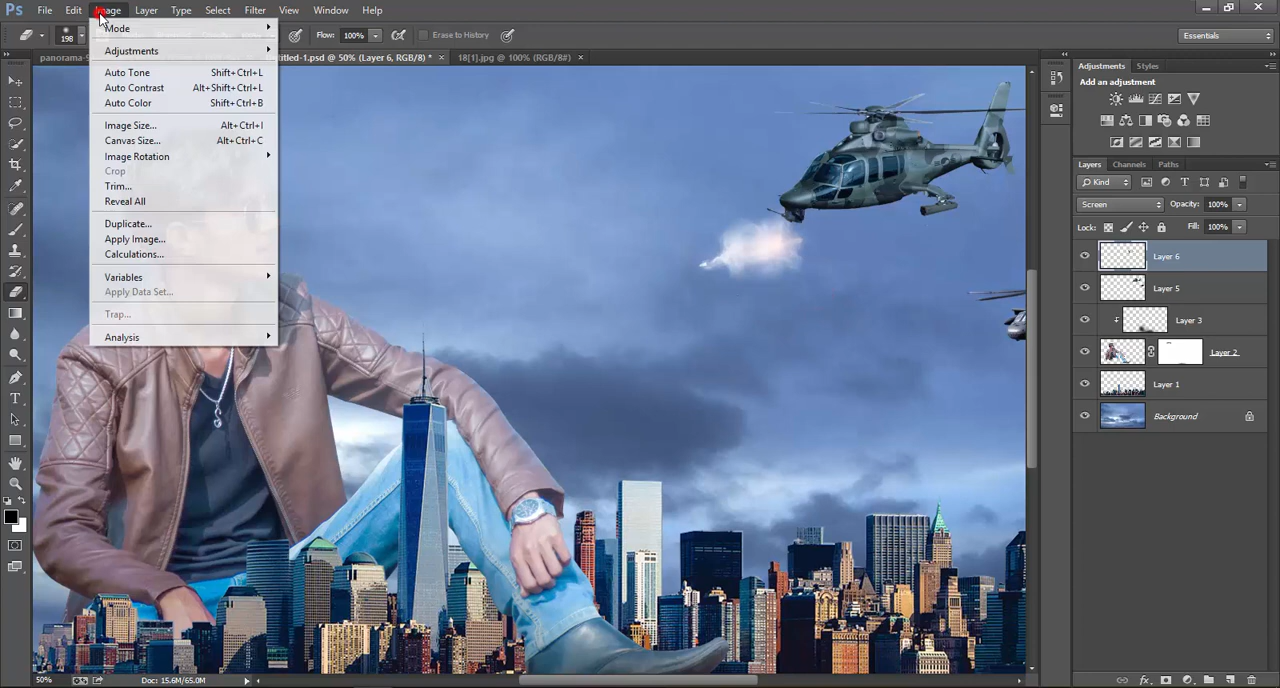 Ps File Edit Image Layer Type Select Filter View Window Help
198 Flow: 100% Erase to History Essentials
Mode
Adjustments
Auto Tone Shift+Ctrl+L
Auto Contrast Alt+Shift+Ctrl+L
Auto Color Shift+Ctrl+B
Image Size... Alt+Ctrl+I
Canvas Size... Alt+Ctrl+C
Image Rotation
Crop
Trim...
Reveal All
Duplicate...
Apply Image...
Calculations...
Variables
Apply Data Set...
Trap...
Analysis
panorama-
titled-1.psd @ 50% (Layer 6, RGB/8) *
18[1].jpg @ 100% (RGB/8#)
Adjustments Styles
Add an adjustment
Layers Channels Paths
Kind
Screen Opacity: 100%
Lock: Fill: 100%
Layer 6
Layer 5
Layer 3
Layer 2
Layer 1
Background
50% Doc: 15.6M/65.0M
fx